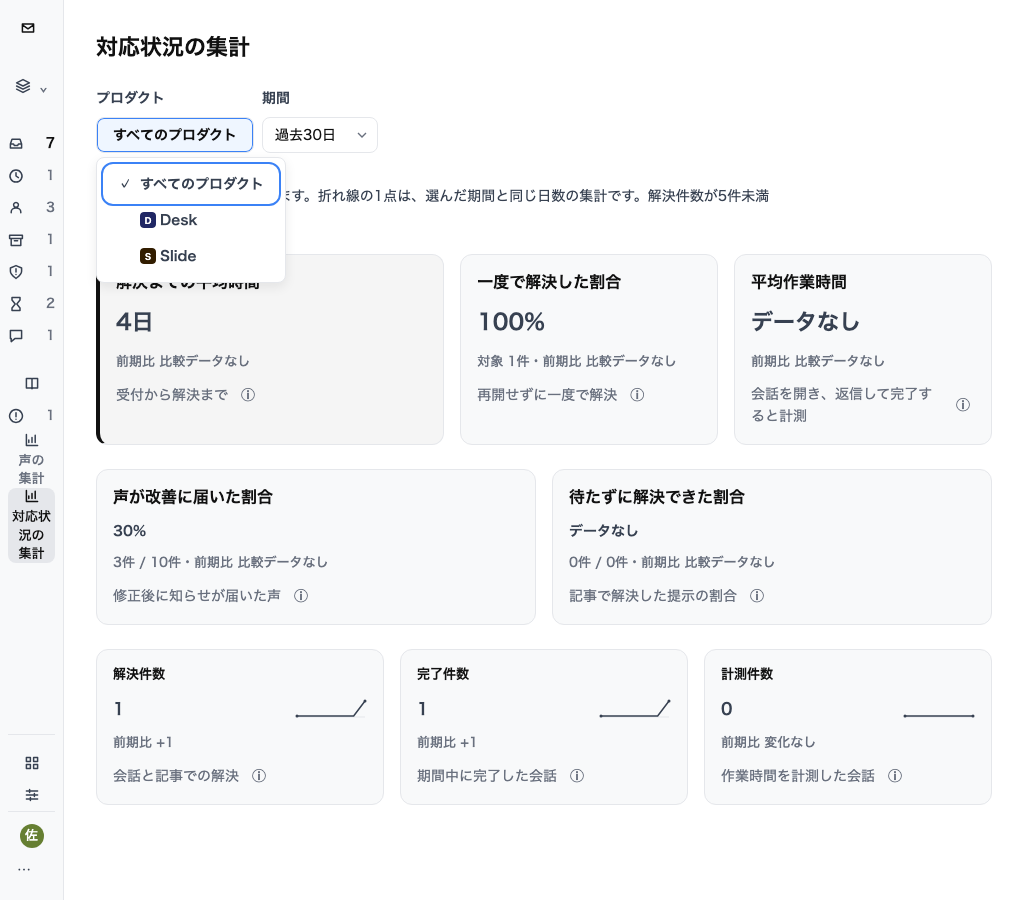 対応状況の集計
プロダクト
期間
すべてのプロダクト
過去30日
✓ すべてのプロダクト
D Desk
S Slide
ます。折れ線の1点は、選んだ期間と同じ日数の集計です。解決件数が5件未満
7
1
3
1
1
2
1
1
声の
集計
対応状
況の
集計
佐
…
解決までの平均時間
4日
前期比 比較データなし
受付から解決まで
一度で解決した割合
100%
対象 1件・前期比 比較データなし
再開せずに一度で解決
平均作業時間
データなし
前期比 比較データなし
会話を開き、返信して完了す
ると計測
声が改善に届いた割合
30%
3件 / 10件・前期比 比較データなし
修正後に知らせが届いた声
待たずに解決できた割合
データなし
0件 / 0件・前期比 比較データなし
記事で解決した提示の割合
解決件数
1
前期比 +1
会話と記事での解決
完了件数
1
前期比 +1
期間中に完了した会話
計測件数
0
前期比 変化なし
作業時間を計測した会話